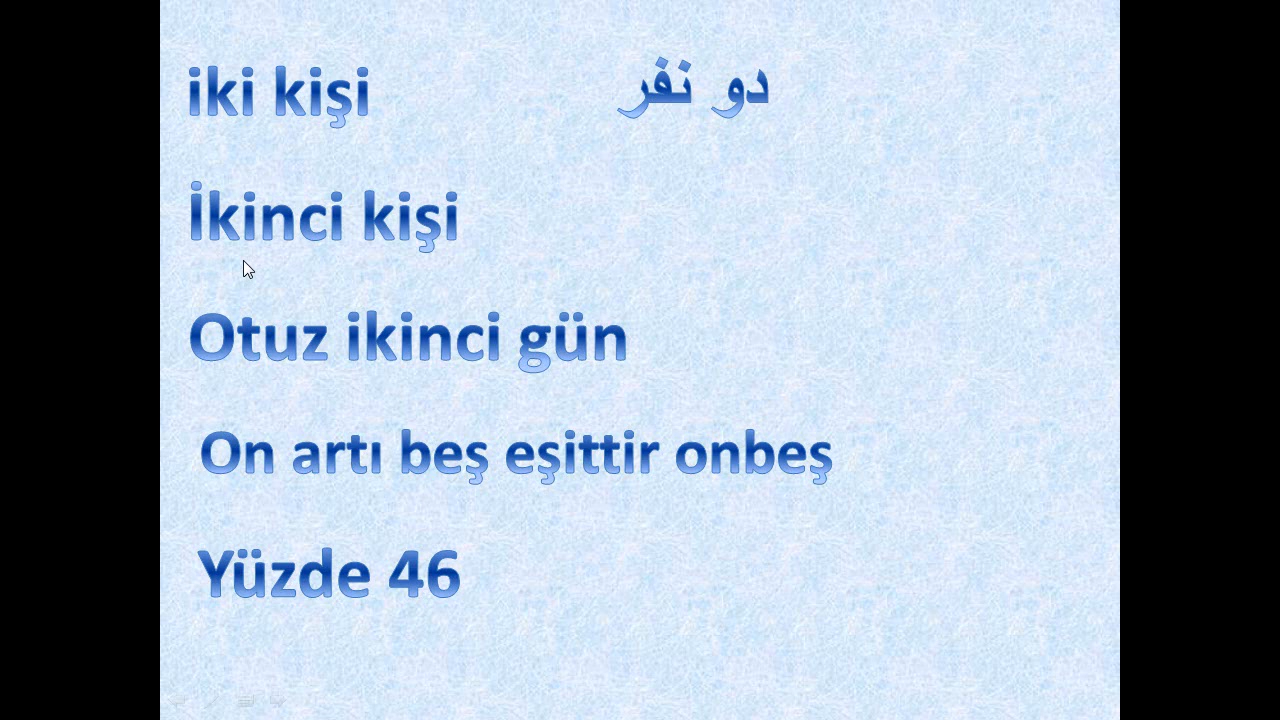 iki kişi دو نفر
İkinci kişi
Otuz ikinci gün
On artı beş eşittir onbeş
Yüzde 46